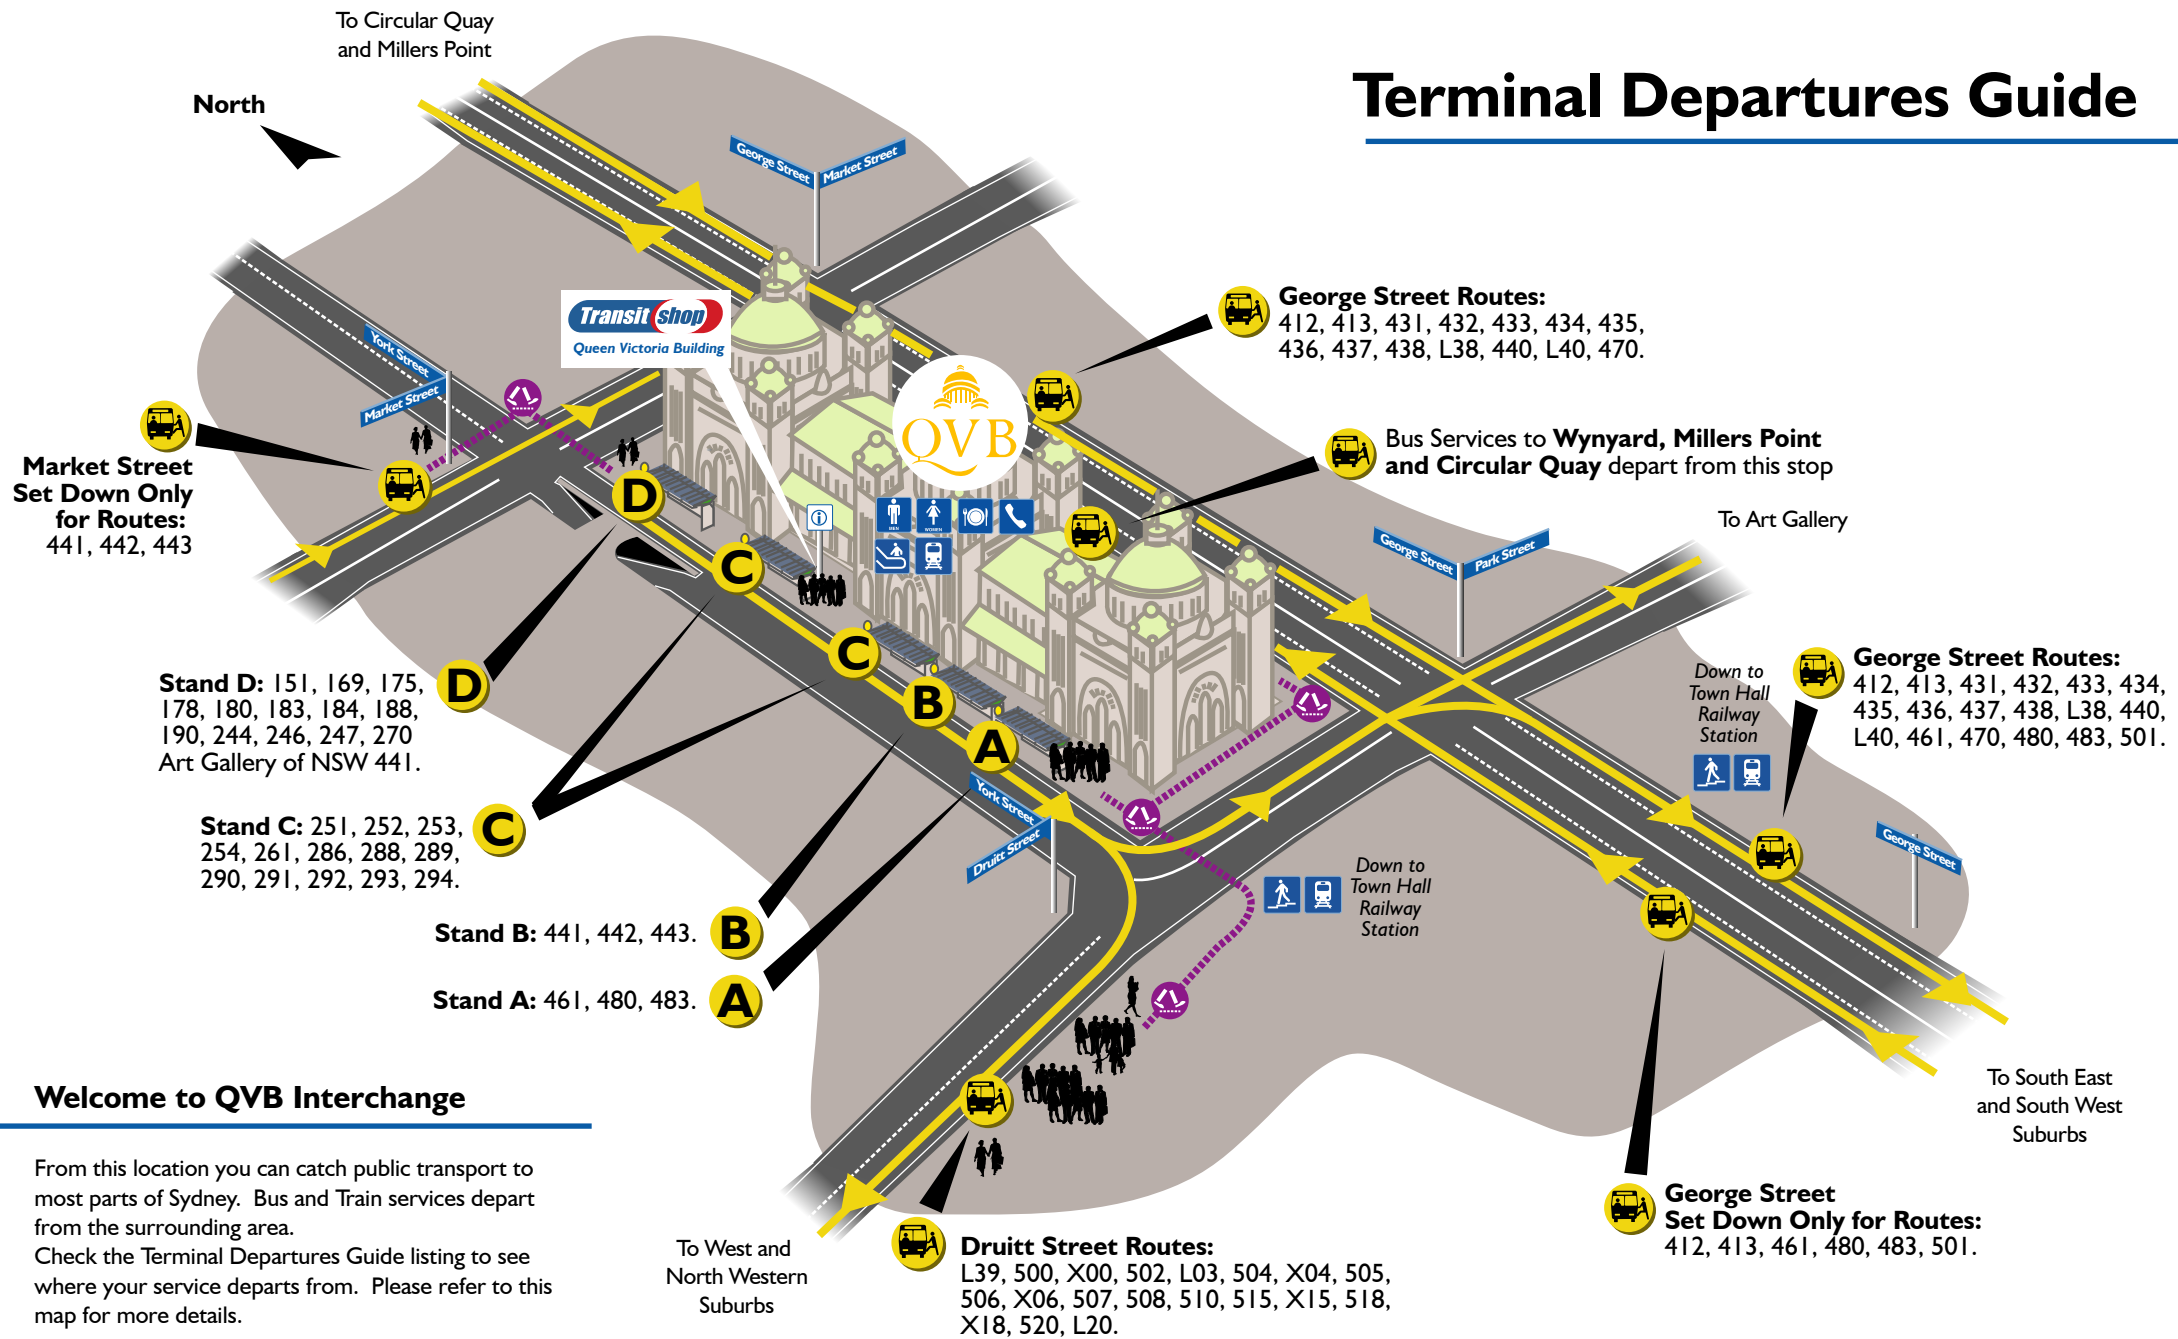 To Circular Quay
and Millers Point
North
Terminal Departures Guide
George Street
Market Street
Transit shop
Queen Victoria Building
York Street
Market Street
QVB
MEN
WOMEN
George Street Routes:
412, 413, 431, 432, 433, 434, 435,
436, 437, 438, L38, 440, L40, 470.
Bus Services to Wynyard, Millers Point
and Circular Quay depart from this stop
To Art Gallery
George Street
Park Street
Market Street
Set Down Only
for Routes:
441, 442, 443
D
C
C
B
A
Stand D: 151, 169, 175,
178, 180, 183, 184, 188,
190, 244, 246, 247, 270
Art Gallery of NSW 441.
D
Stand C: 251, 252, 253,
254, 261, 286, 288, 289,
290, 291, 292, 293, 294.
C
Stand B: 441, 442, 443.
B
Stand A: 461, 480, 483.
A
York Street
Druitt Street
Down to
Town Hall
Railway
Station
George Street Routes:
412, 413, 431, 432, 433, 434,
435, 436, 437, 438, L38, 440,
L40, 461, 470, 480, 483, 501.
George Street
Down to
Town Hall
Railway
Station
To South East
and South West
Suburbs
George Street
Set Down Only for Routes:
412, 413, 461, 480, 483, 501.
Welcome to QVB Interchange
From this location you can catch public transport to
most parts of Sydney.  Bus and Train services depart
from the surrounding area.
Check the Terminal Departures Guide listing to see
where your service departs from.  Please refer to this
map for more details.
To West and
North Western
Suburbs
Druitt Street Routes:
L39, 500, X00, 502, L03, 504, X04, 505,
506, X06, 507, 508, 510, 515, X15, 518,
X18, 520, L20.